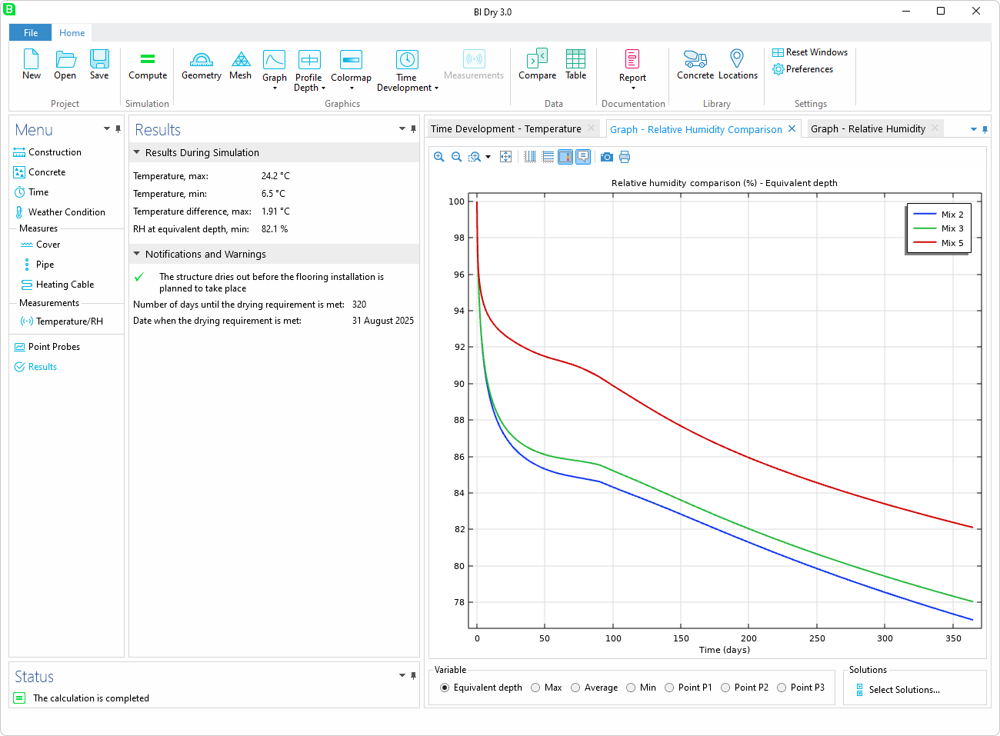 B
BI Dry 3.0
File
Home
New
Open
Save
Project
Compute
Simulation
Geometry
Mesh
Graph
Profile
Depth
Colormap
Time
Development
Measurements
Graphics
Compare
Table
Data
Report
Documentation
Concrete
Locations
Library
Reset Windows
Preferences
Settings
Menu
Construction
Concrete
Time
Weather Condition
Measures
Cover
Pipe
Heating Cable
Measurements
Temperature/RH
Point Probes
Results
Results
Results During Simulation
Temperature, max: 24.2 °C
Temperature, min: 6.5 °C
Temperature difference, max: 1.91 °C
RH at equivalent depth, min: 82.1 %
Notifications and Warnings
The structure dries out before the flooring installation is
planned to take place
Number of days until the drying requirement is met: 320
Date when the drying requirement is met: 31 August 2025
Status
The calculation is completed
Time Development - Temperature
Graph - Relative Humidity Comparison
Graph - Relative Humidity
Relative humidity comparison (%) - Equivalent depth
100
98
96
94
92
90
88
86
84
82
80
78
Mix 2
Mix 3
Mix 5
0 50 100 150 200 250 300 350
Time (days)
Variable
Equivalent depth Max Average Min Point P1 Point P2 Point P3
Solutions
Select Solutions...